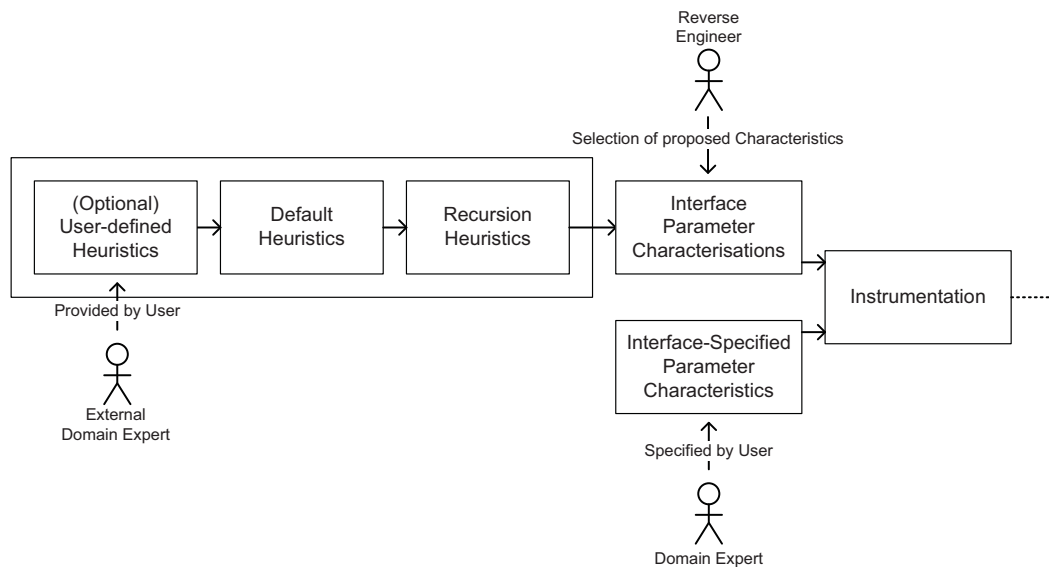 Reverse
Engineer
Selection of proposed Characteristics
(Optional)
User-defined
Heuristics
Default
Heuristics
Recursion
Heuristics
Interface
Parameter
Characterisations
Instrumentation
Provided by User
External
Domain Expert
Interface-Specified
Parameter
Characteristics
Specified by User
Domain Expert